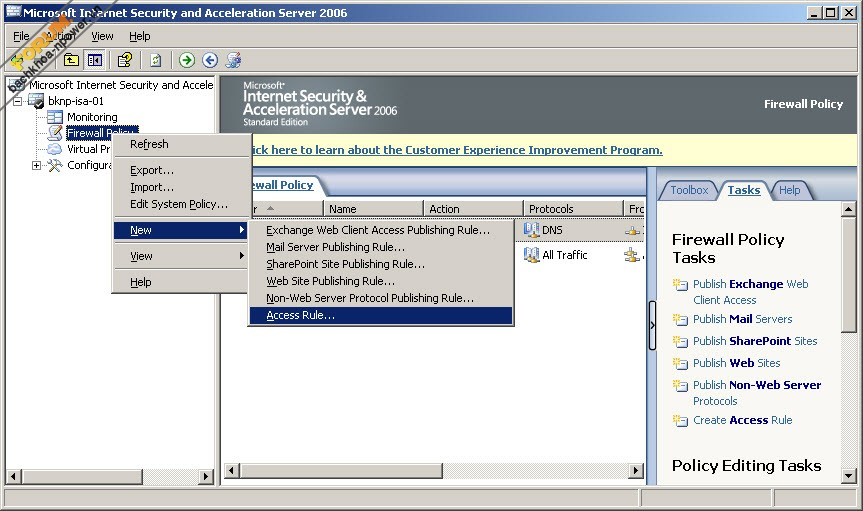 Microsoft Internet Security and Acceleration Server 2006
File Action View Help
FORUM
bachkhoa-npower.vn
Microsoft Internet Security and Accele
bknp-isa-01
Monitoring
Firewall Policy
Virtual Pr
Configura
Refresh
Export...
Import...
Edit System Policy...
New
View
Help
Microsoft
Internet Security &
Acceleration Server 2006
Standard Edition
Firewall Policy
ick here to learn about the Customer Experience Improvement Program.
ewall Policy
r Name Action Protocols Fro
DNS
All Traffic
Exchange Web Client Access Publishing Rule...
Mail Server Publishing Rule...
SharePoint Site Publishing Rule...
Web Site Publishing Rule...
Non-Web Server Protocol Publishing Rule...
Access Rule...
Toolbox Tasks Help
Firewall Policy
Tasks
Publish Exchange Web
Client Access
Publish Mail Servers
Publish SharePoint Sites
Publish Web Sites
Publish Non-Web Server
Protocols
Create Access Rule
Policy Editing Tasks